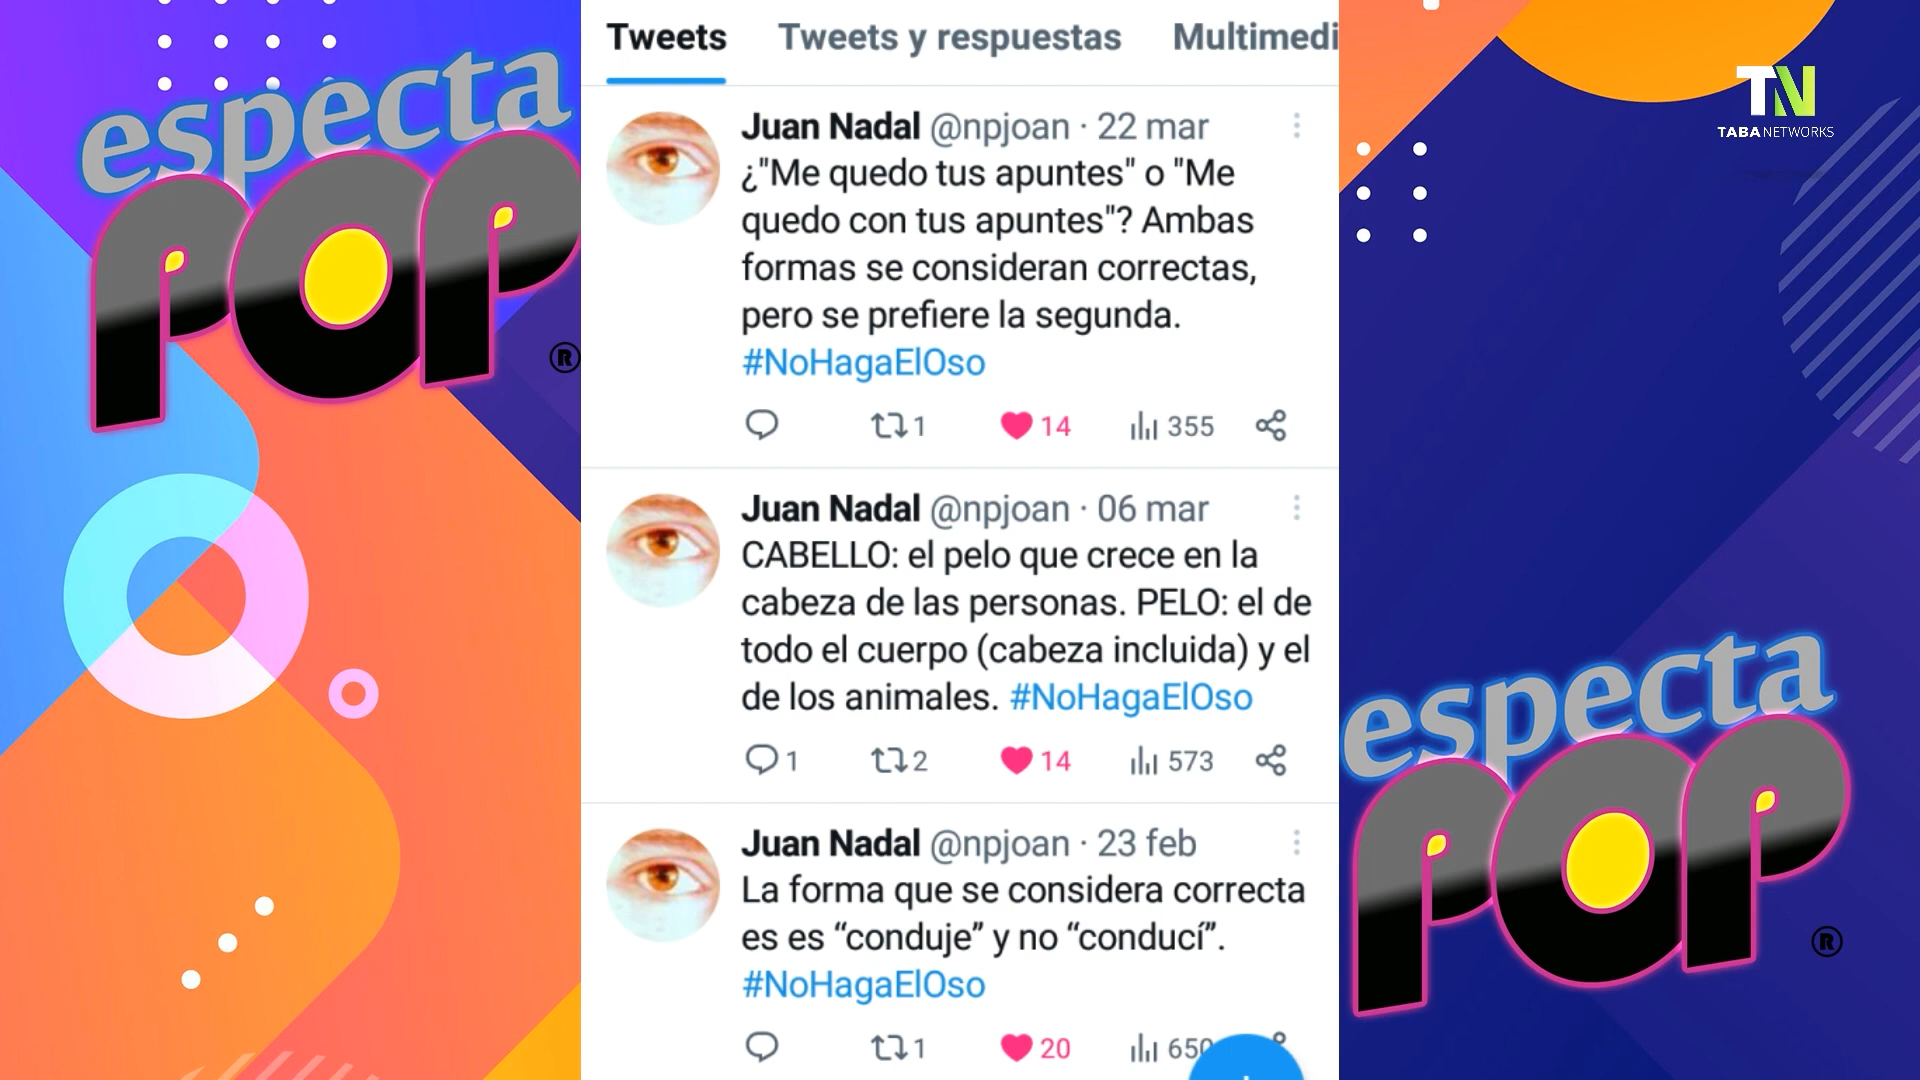 especta
POP
®
Tweets
Tweets y respuestas
Multimedi
Juan Nadal @npjoan · 22 mar
¿"Me quedo tus apuntes" o "Me
quedo con tus apuntes"? Ambas
formas se consideran correctas,
pero se prefiere la segunda.
#NoHagaElOso
1
14
355
Juan Nadal @npjoan · 06 mar
CABELLO: el pelo que crece en la
cabeza de las personas. PELO: el de
todo el cuerpo (cabeza incluida) y el
de los animales. #NoHagaElOso
1
2
14
573
Juan Nadal @npjoan · 23 feb
La forma que se considera correcta
es es “conduje” y no “conducí”.
#NoHagaElOso
1
20
650
TN
TABA NETWORKS
especta
POP
®